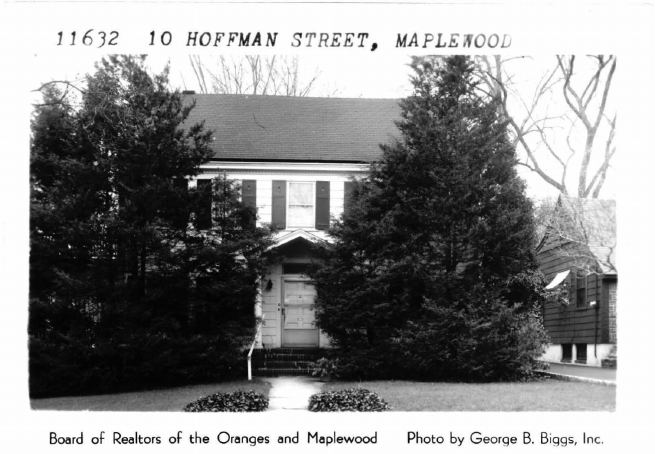 11632 10 HOFFMAN STREET, MAPLEWOOD
Board of Realtors of the Oranges and Maplewood Photo by George B. Biggs, Inc.